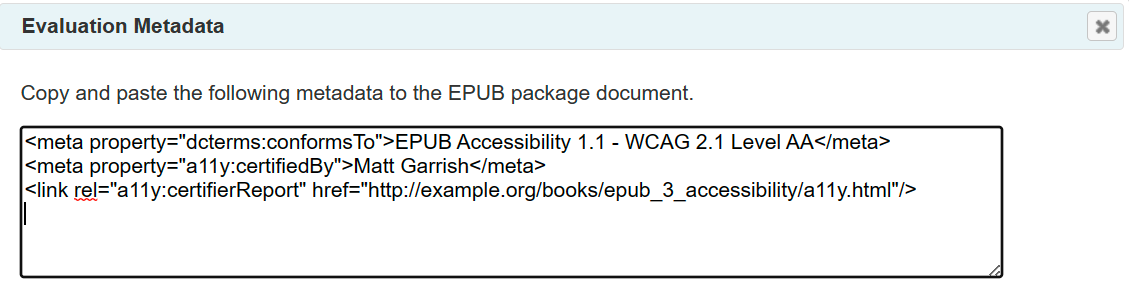 Evaluation Metadata
Copy and paste the following metadata to the EPUB package document.
<meta property="dcterms:conformsTo">EPUB Accessibility 1.1 - WCAG 2.1 Level AA</meta>
<meta property="a11y:certifiedBy">Matt Garrish</meta>
<link rel="a11y:certifierReport" href="http://example.org/books/epub_3_accessibility/a11y.html"/>